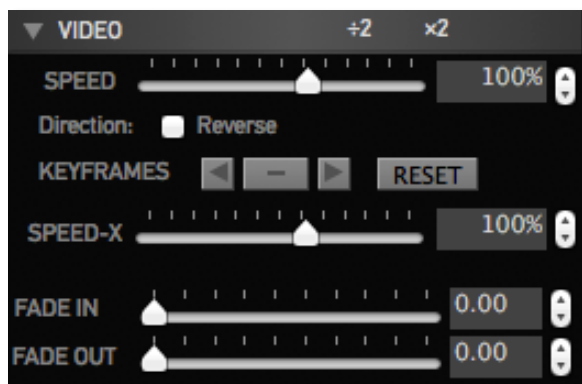 VIDEO ÷2 ×2
SPEED 100%
Direction: Reverse
KEYFRAMES − RESET
SPEED-X 100%
FADE IN 0.00
FADE OUT 0.00